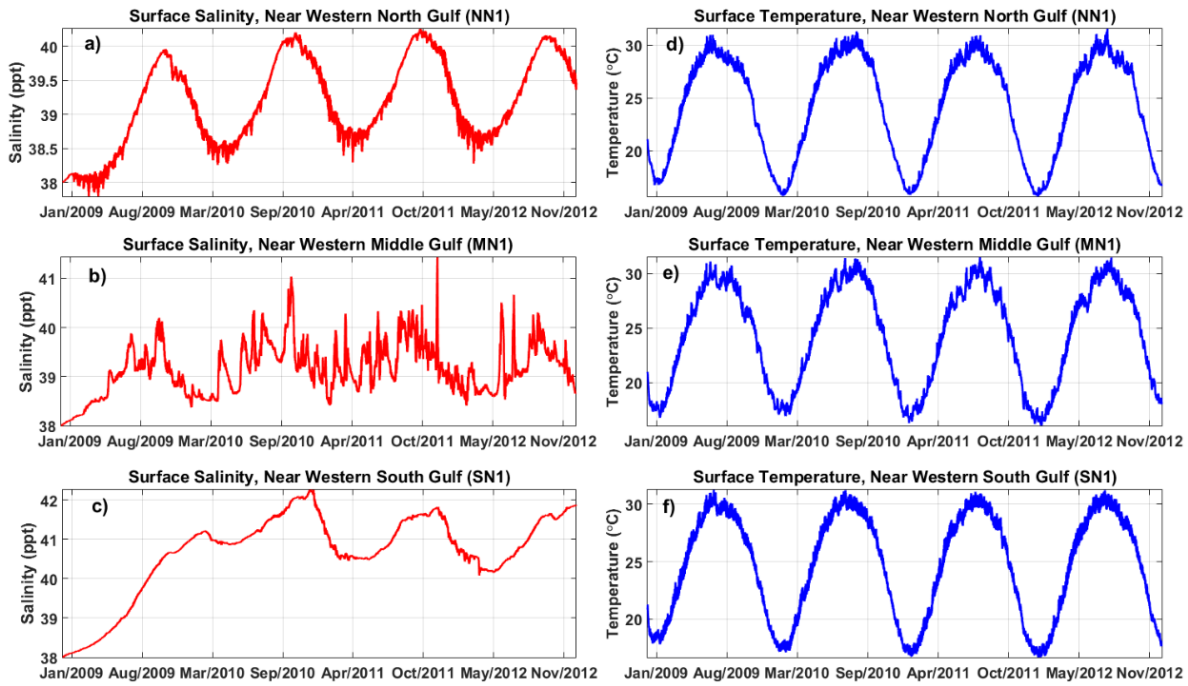 Surface Salinity, Near Western North Gulf (NN1)
a)
Salinity (ppt)
40
39.5
39
38.5
38
Jan/2009 Aug/2009 Mar/2010 Sep/2010 Apr/2011 Oct/2011 May/2012 Nov/2012
Surface Temperature, Near Western North Gulf (NN1)
d)
Temperature (°C)
30
25
20
Jan/2009 Aug/2009 Mar/2010 Sep/2010 Apr/2011 Oct/2011 May/2012 Nov/2012
Surface Salinity, Near Western Middle Gulf (MN1)
b)
Salinity (ppt)
41
40
39
38
Jan/2009 Aug/2009 Mar/2010 Sep/2010 Apr/2011 Oct/2011 May/2012 Nov/2012
Surface Temperature, Near Western Middle Gulf (MN1)
e)
Temperature (°C)
30
25
20
Jan/2009 Aug/2009 Mar/2010 Sep/2010 Apr/2011 Oct/2011 May/2012 Nov/2012
Surface Salinity, Near Western South Gulf (SN1)
c)
Salinity (ppt)
42
41
40
39
38
Jan/2009 Aug/2009 Mar/2010 Sep/2010 Apr/2011 Oct/2011 May/2012 Nov/2012
Surface Temperature, Near Western South Gulf (SN1)
f)
Temperature (°C)
30
25
20
Jan/2009 Aug/2009 Mar/2010 Sep/2010 Apr/2011 Oct/2011 May/2012 Nov/2012